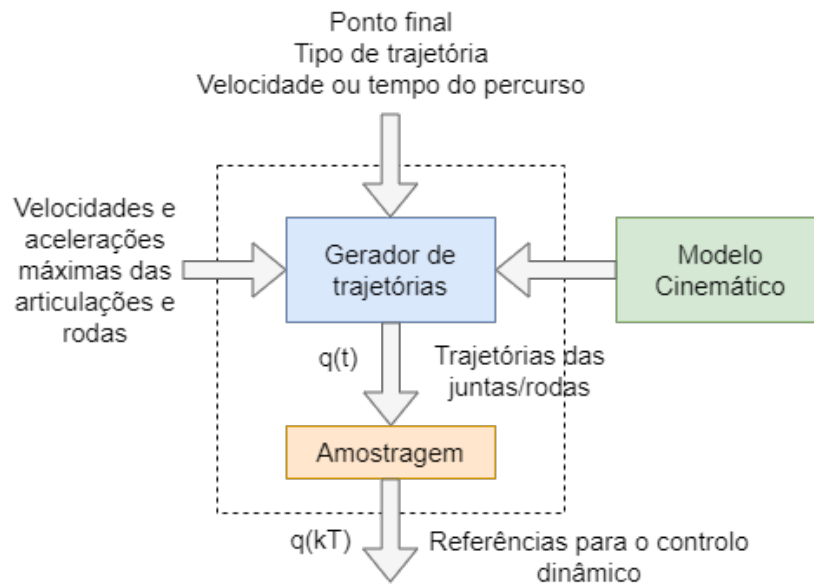 Ponto final
Tipo de trajetória
Velocidade ou tempo do percurso
Velocidades e
acelerações
máximas das
articulações e
rodas
Gerador de
trajetórias
Modelo
Cinemático
q(t)
Trajetórias das
juntas/rodas
Amostragem
q(kT)
Referências para o controlo
dinâmico